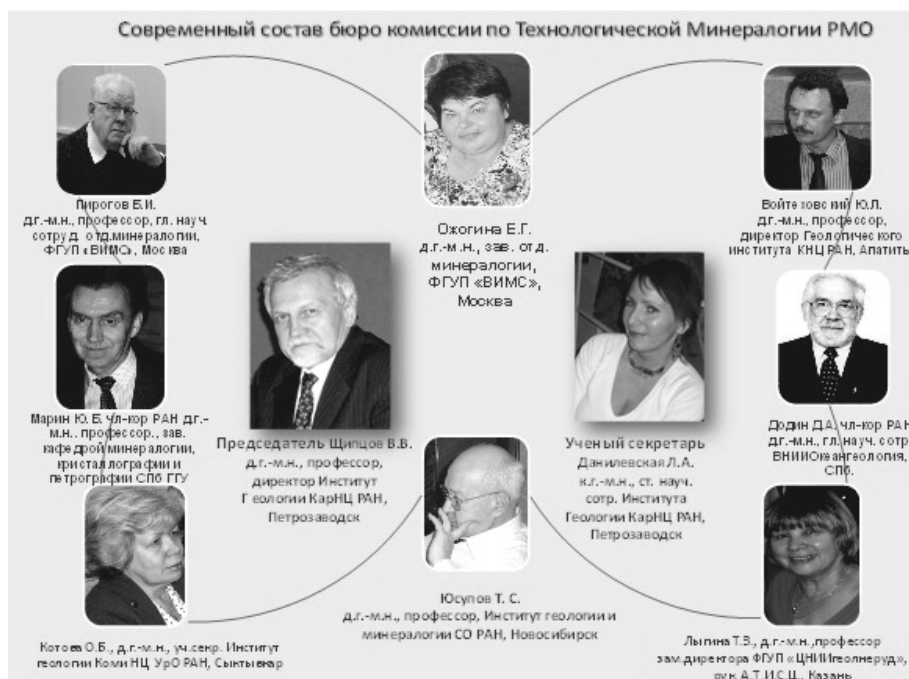 Современный состав бюро комиссии по Технологической Минералогии РМО
Пирогов Б.И.
д.г.-м.н., профессор, гл. науч.
сотруд. отд.минералогии,
ФГУП «ВИМС», Москва
Ожогина Е.Г.
д.г.-м.н., зав. отд.
минералогии,
ФГУП «ВИМС»,
Москва
Войтеховский Ю.Л.
д.г.-м.н., профессор,
директор Геологического
института КНЦ РАН, Апатиты
Марин Ю.Б. чл-кор РАН д.г.-
м.н., профессор., зав.
кафедрой минералогии,
кристаллографии и
петрографии СПб ГГУ
Председатель Щипцов В.В.
д.г.-м.н., профессор,
директор Институт
Геологии КарНЦ РАН,
Петрозаводск
Ученый секретарь
Данилевская Л.А.
к.г.-м.н., ст. науч.
сотр. Института
Геологии КарНЦ РАН,
Петрозаводск
Додин Д.А. чл-кор РАН
д.г.-м.н., гл. науч. сотр.
ВНИИОкеангеология,
СПб.
Котова О.Б., д.г.-м.н., уч.секр. Институт
геологии Коми НЦ УрО РАН, Сыктывкар
Юсупов Т. С.
д.г.-м.н., профессор, Институт геологии и
минералогии СО РАН, Новосибирск
Лыгина Т.З., д.г.-м.н.,профессор
зам.директора ФГУП «ЦНИИгеолнеруд»,
рук. А.Т.И.С.Ц., Казань